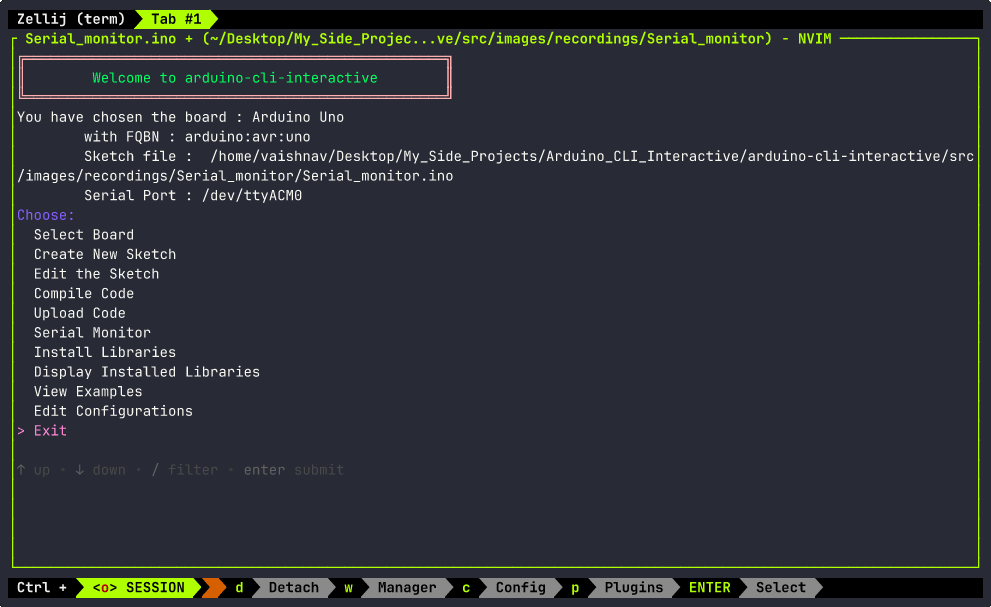 Zellij (term) Tab #1
Serial_monitor.ino + (~/Desktop/My_Side_Projec...ve/src/images/recordings/Serial_monitor) - NVIM
Welcome to arduino-cli-interactive
You have chosen the board : Arduino Uno
with FQBN : arduino:avr:uno
Sketch file :  /home/vaishnav/Desktop/My_Side_Projects/Arduino_CLI_Interactive/arduino-cli-interactive/src
/images/recordings/Serial_monitor/Serial_monitor.ino
Serial Port : /dev/ttyACM0
Choose:
Select Board
Create New Sketch
Edit the Sketch
Compile Code
Upload Code
Serial Monitor
Install Libraries
Display Installed Libraries
View Examples
Edit Configurations
> Exit
↑ up · ↓ down · / filter · enter submit
Ctrl + <o> SESSION d Detach w Manager c Config p Plugins ENTER Select